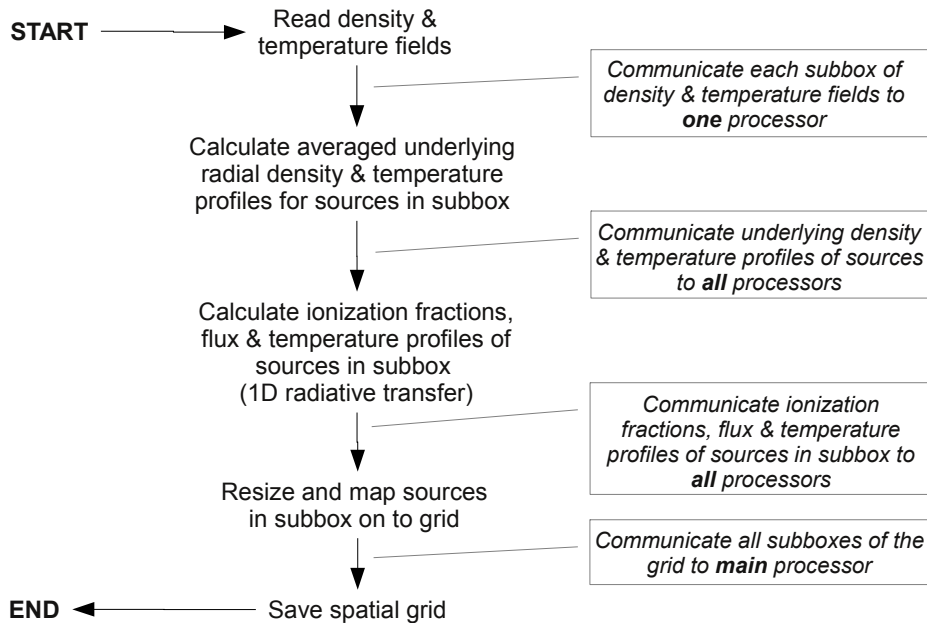 START
Read density &
temperature fields
Communicate each subbox of
density & temperature fields to
one processor
Calculate averaged underlying
radial density & temperature
profiles for sources in subbox
Communicate underlying density
& temperature profiles of sources
to all processors
Calculate ionization fractions,
flux & temperature profiles of
sources in subbox
(1D radiative transfer)
Communicate ionization
fractions, flux & temperature
profiles of sources in subbox to
all processors
Resize and map sources
in subbox on to grid
Communicate all subboxes of the
grid to main processor
Save spatial grid
END